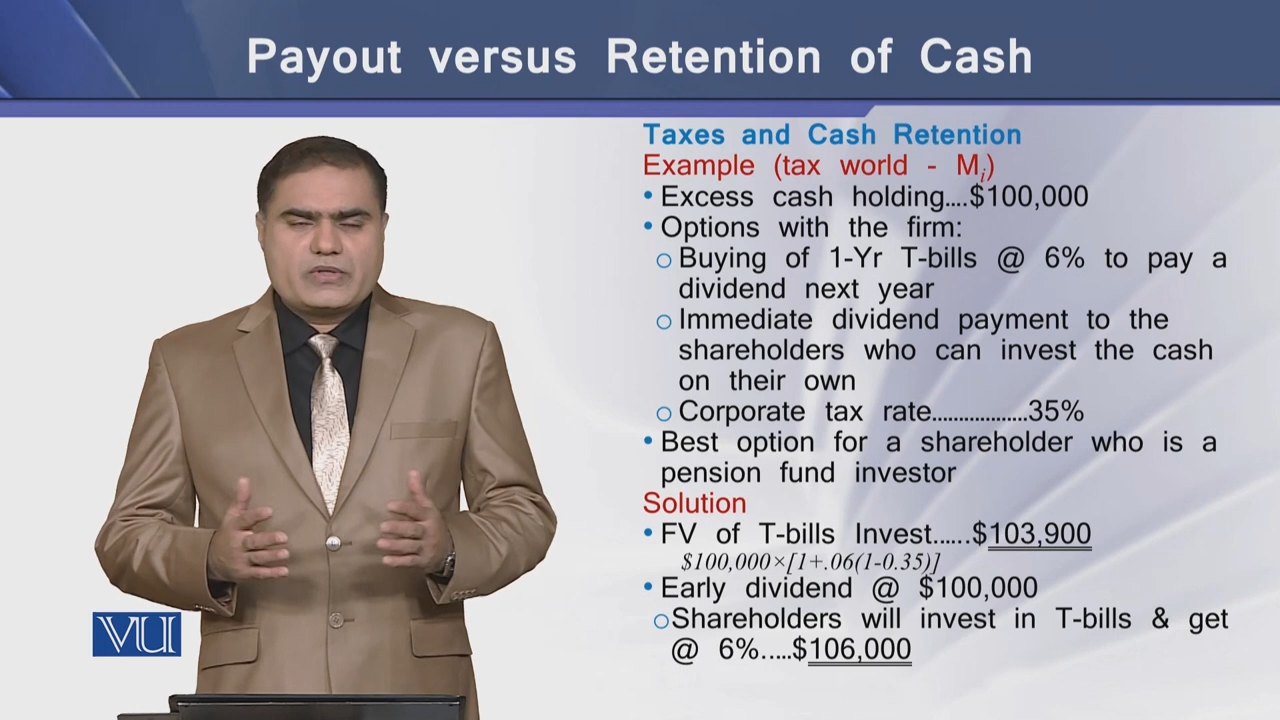 Payout versus Retention of Cash
Taxes and Cash Retention
Example (tax world - Mi)
• Excess cash holding....$100,000
• Options with the firm:
o Buying of 1-Yr T-bills @ 6% to pay a
dividend next year
o Immediate dividend payment to the
shareholders who can invest the cash
on their own
o Corporate tax rate..................35%
• Best option for a shareholder who is a
pension fund investor
Solution
• FV of T-bills Invest......$103,900
$100,000×[1+.06(1-0.35)]
• Early dividend @ $100,000
oShareholders will invest in T-bills & get
@ 6%.....$106,000
VU